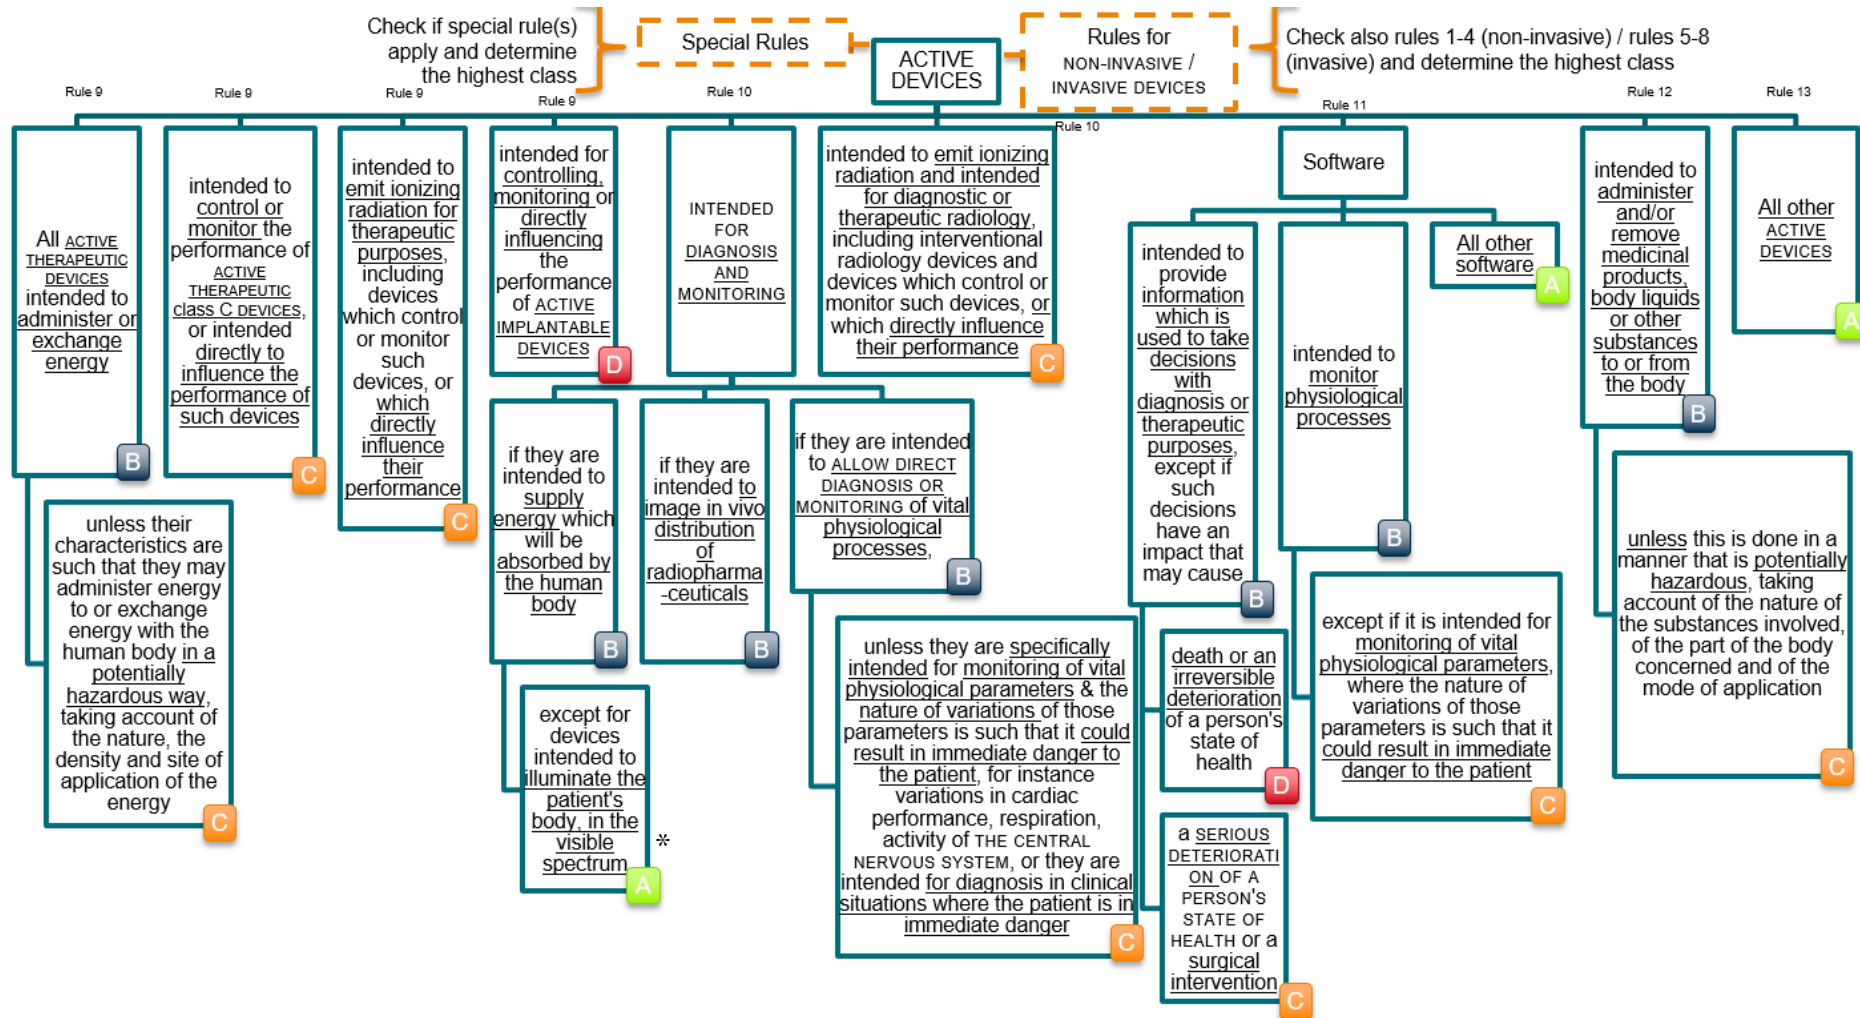 Check if special rule(s)
apply and determine
the highest class
Special Rules
ACTIVE
DEVICES
Rules for
NON-INVASIVE /
INVASIVE DEVICES
Check also rules 1-4 (non-invasive) / rules 5-8
(invasive) and determine the highest class
Rule 9
Rule 9
Rule 9
Rule 9
Rule 10
Rule 10
Rule 11
Rule 12
Rule 13
All ACTIVE
THERAPEUTIC
DEVICES
intended to
administer or
exchange
energy
B
unless their
characteristics are
such that they may
administer energy
to or exchange
energy with the
human body in a
potentially
hazardous way,
taking account of
the nature, the
density and site of
application of the
energy
C
intended to
control or
monitor the
performance of
ACTIVE
THERAPEUTIC
class C DEVICES,
or intended
directly to
influence the
performance of
such devices
C
intended to
emit ionizing
radiation for
therapeutic
purposes,
including
devices
which control
or monitor
such
devices, or
which
directly
influence
their
performance
C
intended for
controlling,
monitoring or
directly
influencing
the
performance
of ACTIVE
IMPLANTABLE
DEVICES
D
INTENDED
FOR
DIAGNOSIS
AND
MONITORING
if they are
intended to
supply
energy which
will be
absorbed by
the human
body
B
except for
devices
intended to
illuminate the
patient's
body, in the
visible
spectrum
A
*
if they are
intended to
image in vivo
distribution
of
radiopharma
-ceuticals
B
if they are intended
to ALLOW DIRECT
DIAGNOSIS OR
MONITORING of vital
physiological
processes,
B
unless they are specifically
intended for monitoring of vital
physiological parameters & the
nature of variations of those
parameters is such that it could
result in immediate danger to
the patient, for instance
variations in cardiac
performance, respiration,
activity of THE CENTRAL
NERVOUS SYSTEM, or they are
intended for diagnosis in clinical
situations where the patient is in
immediate danger
C
intended to emit ionizing
radiation and intended
for diagnostic or
therapeutic radiology,
including interventional
radiology devices and
devices which control or
monitor such devices, or
which directly influence
their performance
C
Software
intended to
provide
information
which is
used to take
decisions
with
diagnosis or
therapeutic
purposes,
except if
such
decisions
have an
impact that
may cause
B
death or an
irreversible
deterioration
of a person's
state of
health
D
a SERIOUS
DETERIORATI
ON OF A
PERSON'S
STATE OF
HEALTH or a
surgical
intervention
C
intended to
monitor
physiological
processes
B
except if it is intended for
monitoring of vital
physiological parameters,
where the nature of
variations of those
parameters is such that it
could result in immediate
danger to the patient
C
All other
software
A
intended to
administer
and/or
remove
medicinal
products,
body liquids
or other
substances
to or from
the body
B
unless this is done in a
manner that is potentially
hazardous, taking
account of the nature of
the substances involved,
of the part of the body
concerned and of the
mode of application
C
All other
ACTIVE
DEVICES
A